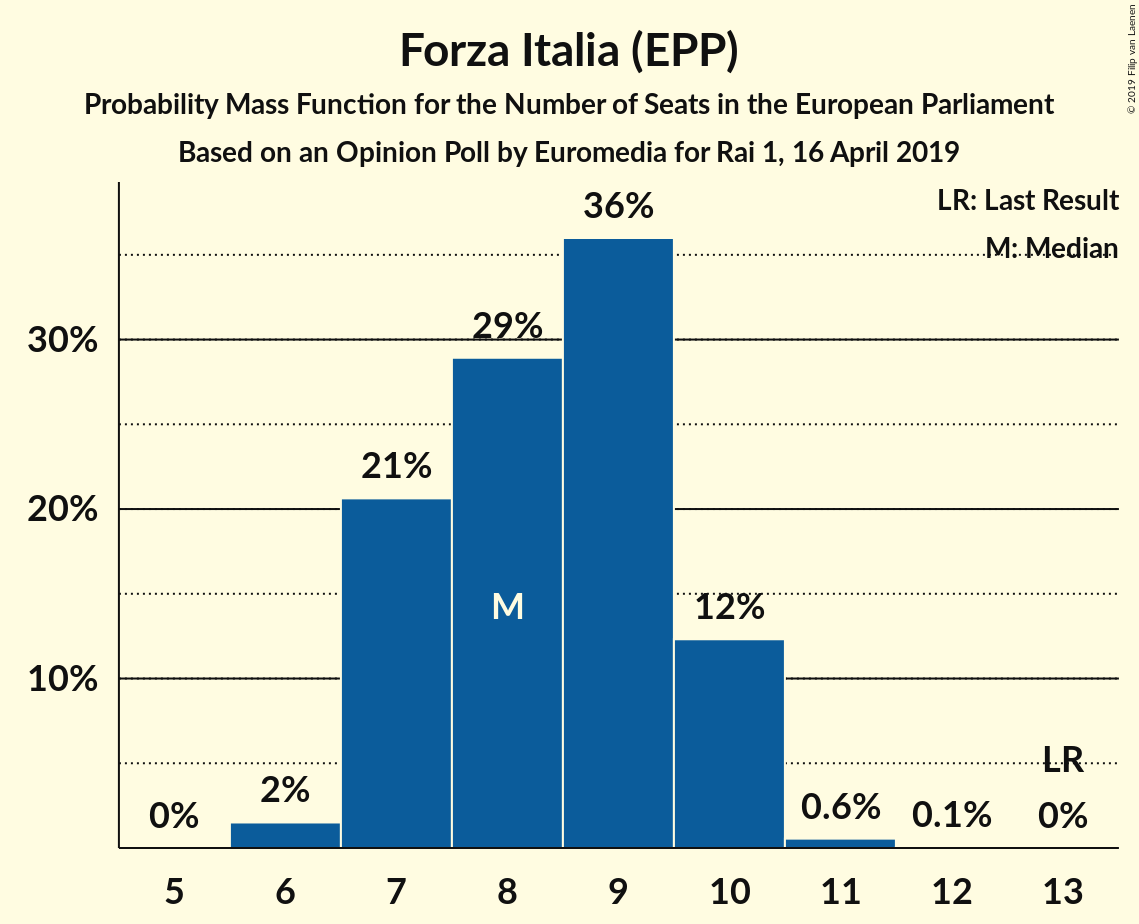 Forza Italia (EPP)
Probability Mass Function for the Number of Seats in the European Parliament
Based on an Opinion Poll by Euromedia for Rai 1, 16 April 2019
© 2019 Filip van Laenen
LR: Last Result
M: Median
30%
20%
10%
0%
2%
21%
29%
36%
12%
0.6%
0.1%
0%
LR
M
5 6 7 8 9 10 11 12 13